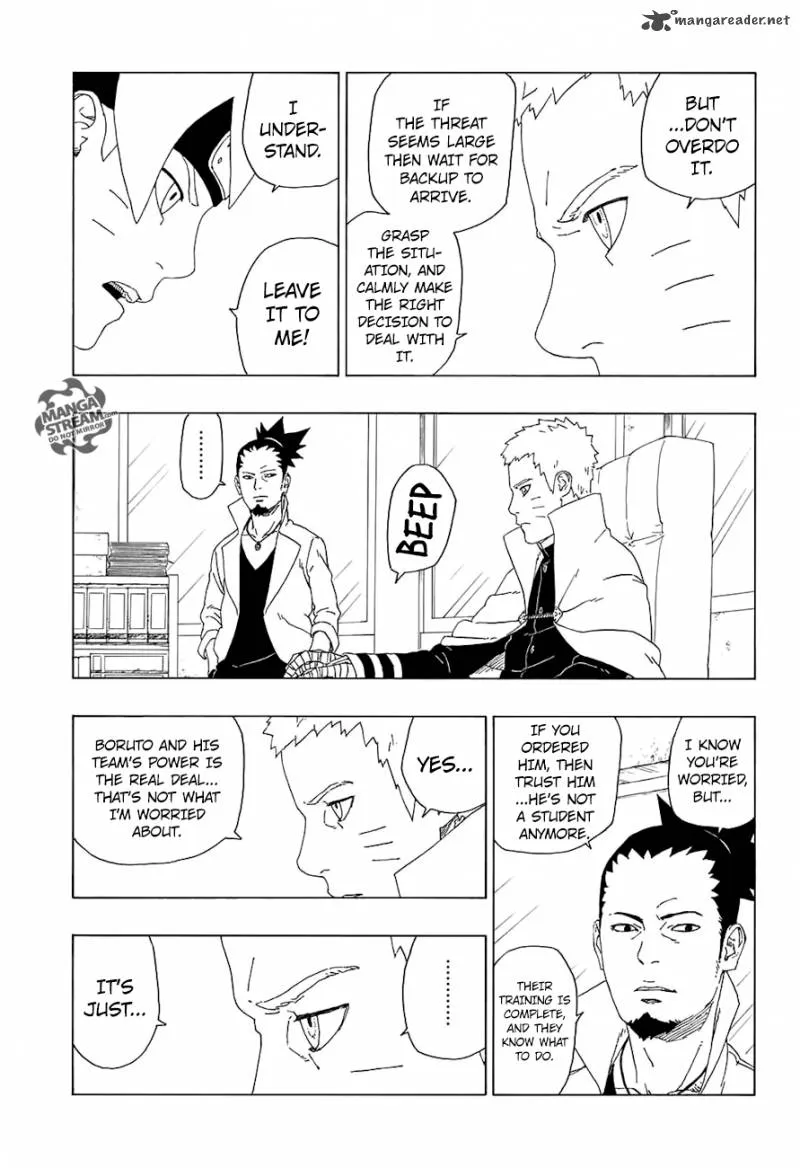 mangareader.net
BUT
...DON'T
OVERDO
IT.
IF
THE THREAT
SEEMS LARGE
THEN WAIT FOR
BACKUP TO
ARRIVE.
GRASP
THE SITU-
ATION, AND
CALMLY MAKE
THE RIGHT
DECISION TO
DEAL WITH
IT.
I
UNDER-
STAND.
LEAVE
IT TO
ME!
MANGA
STREAM.com
DO NOT MIRROR
BEEP
........
I KNOW
YOU'RE
WORRIED,
BUT...
IF YOU
ORDERED
HIM, THEN
TRUST HIM
...HE'S NOT
A STUDENT
ANYMORE.
THEIR
TRAINING IS
COMPLETE,
AND THEY
KNOW WHAT
TO DO.
YES...
BORUTO AND HIS
TEAM'S POWER
IS THE REAL DEAL...
THAT'S NOT WHAT
I'M WORRIED
ABOUT.
........
IT'S
JUST...